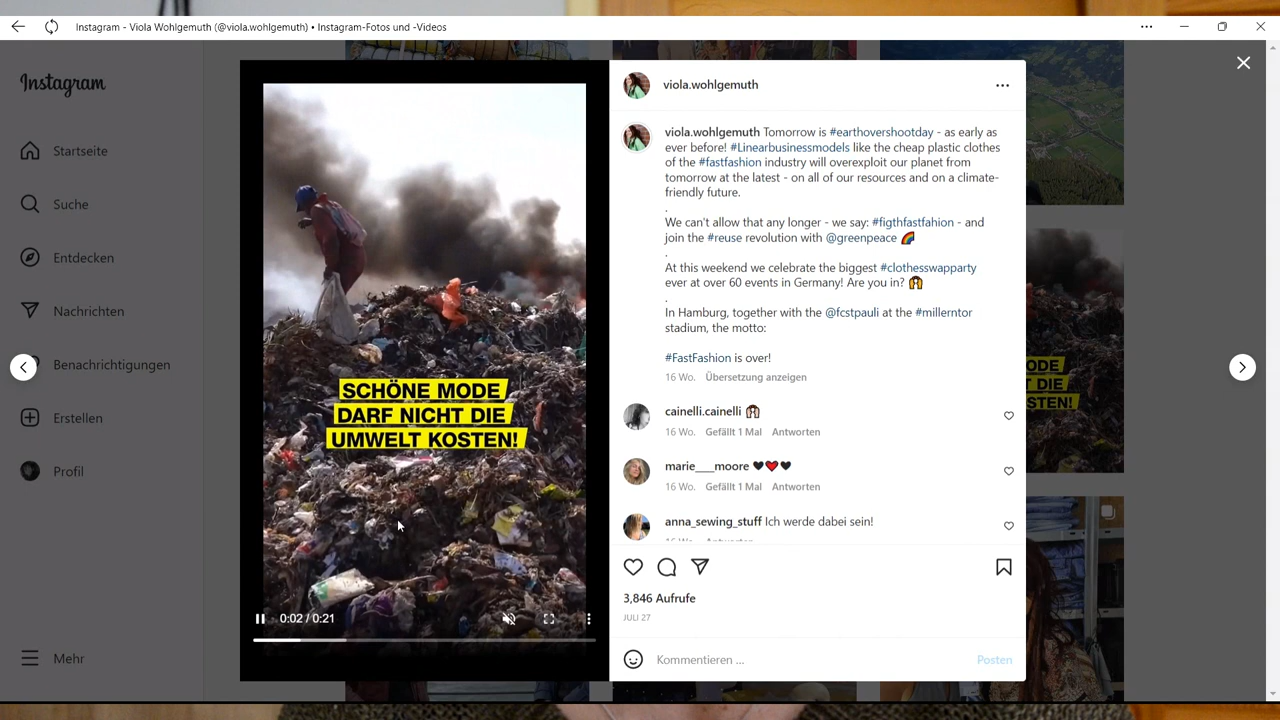 Instagram - Viola Wohlgemuth (@viola.wohlgemuth) • Instagram-Fotos und -Videos
Instagram
Startseite
Suche
Entdecken
Nachrichten
Benachrichtigungen
Erstellen
Profil
Mehr
SCHÖNE MODE
DARF NICHT DIE
UMWELT KOSTEN!
0:02 / 0:21
viola.wohlgemuth
viola.wohlgemuth Tomorrow is #earthovershootday - as early as
ever before! #Linearbusinessmodels like the cheap plastic clothes
of the #fastfashion industry will overexploit our planet from
tomorrow at the latest - on all of our resources and on a climate-
friendly future.
.
We can't allow that any longer - we say: #figthfastfahion - and
join the #reuse revolution with @greenpeace 🌈
.
At this weekend we celebrate the biggest #clothesswapparty
ever at over 60 events in Germany! Are you in? 🙌
.
In Hamburg, together with the @fcstpauli at the #millerntor
stadium, the motto:
#FastFashion is over!
16 Wo. Übersetzung anzeigen
cainelli.cainelli 🙌
16 Wo. Gefällt 1 Mal Antworten
marie___moore 🖤❤️🖤
16 Wo. Gefällt 1 Mal Antworten
anna_sewing_stuff Ich werde dabei sein!
16 Wo. Antworten
3,846 Aufrufe
JULI 27
Kommentieren ...
Posten
ODE
T DIE
STEN!